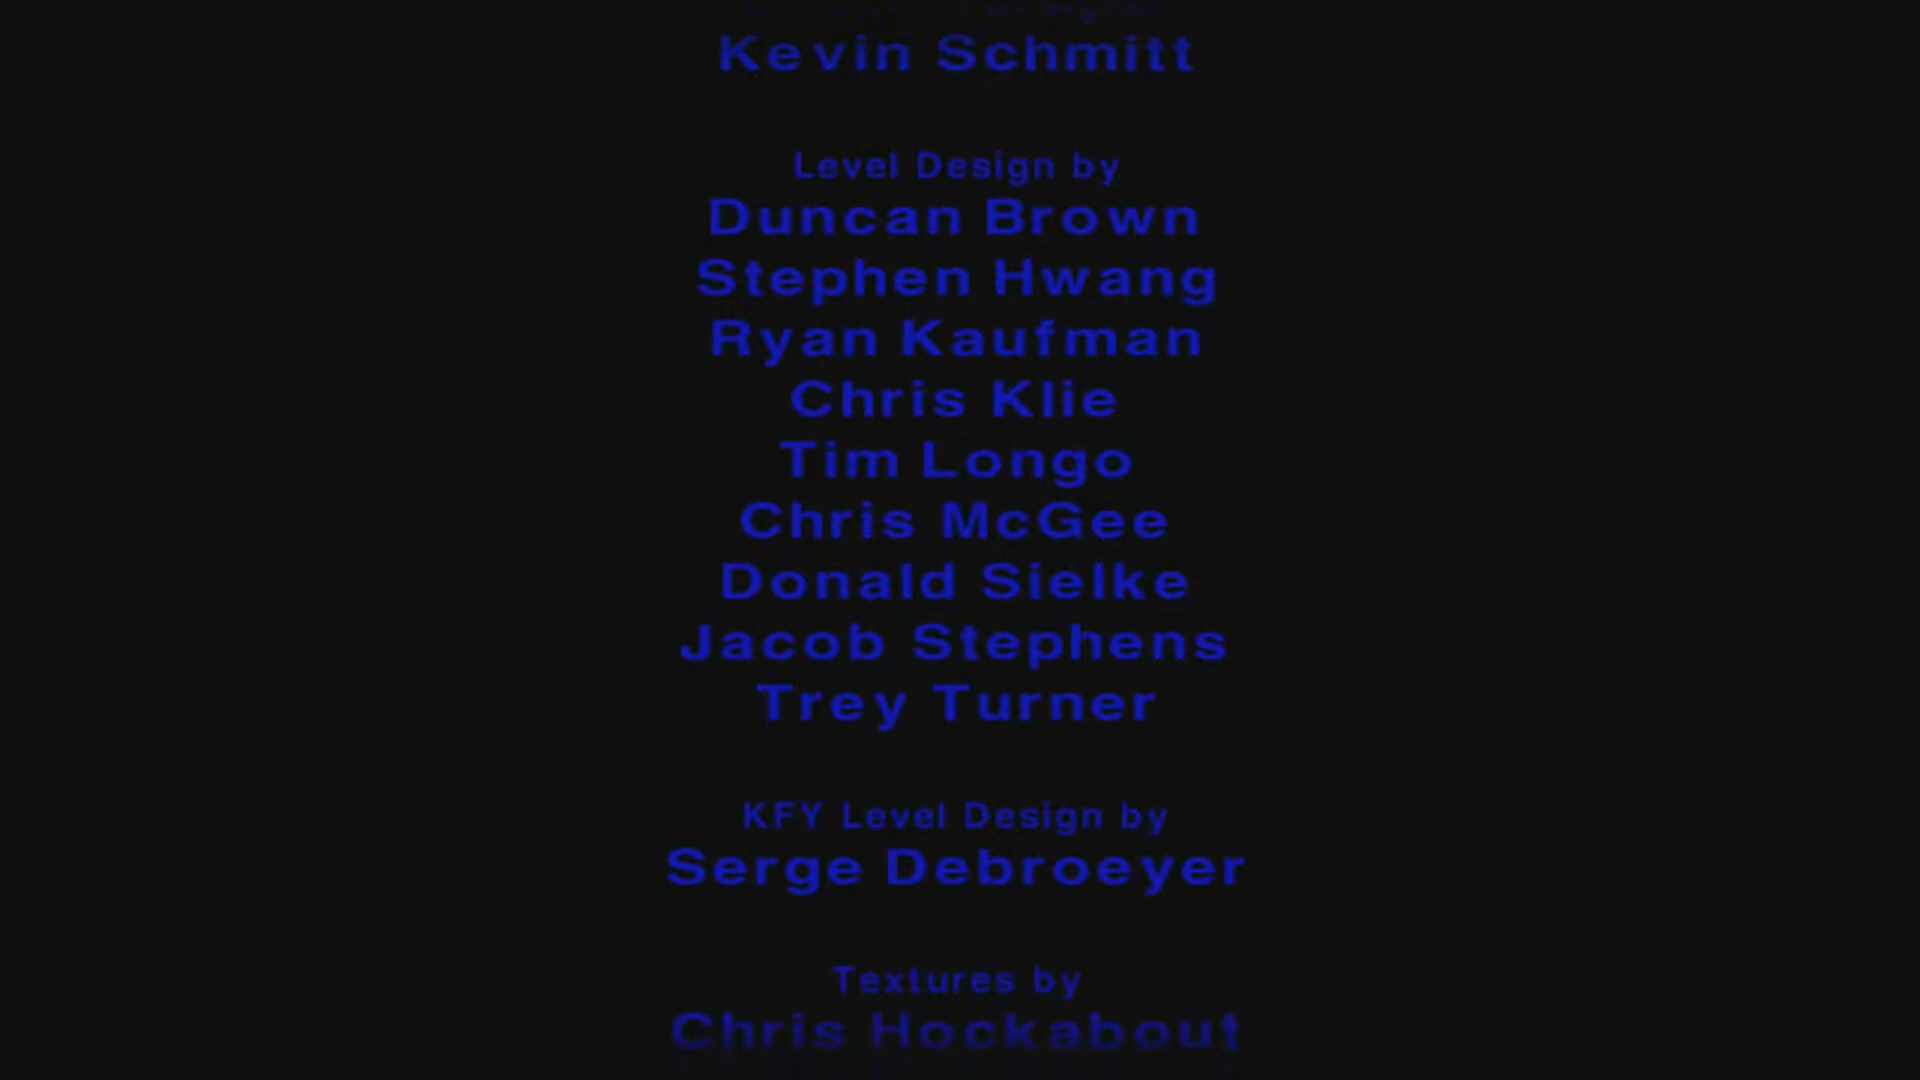 Kevin Schmitt
Level Design by
Duncan Brown
Stephen Hwang
Ryan Kaufman
Chris Klie
Tim Longo
Chris McGee
Donald Sielke
Jacob Stephens
Trey Turner
KFY Level Design by
Serge Debroeyer
Textures by
Chris Hockabout